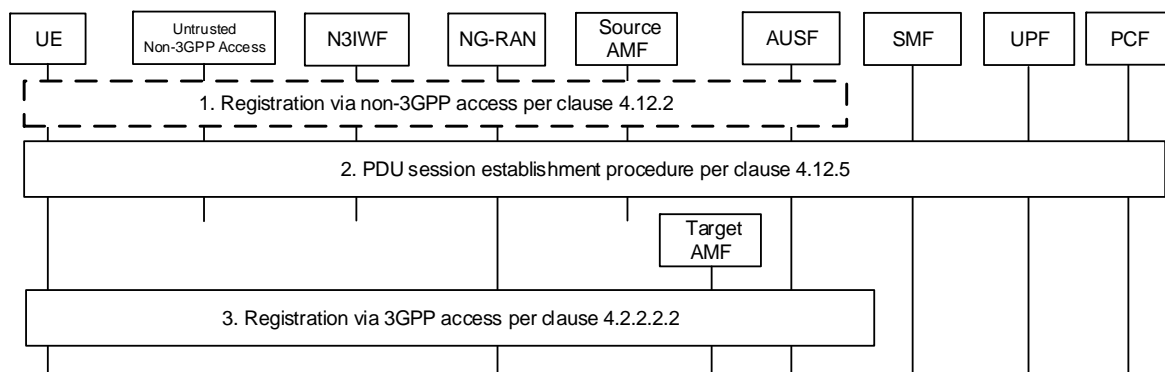 UE
Untrusted
Non-3GPP Access
N3IWF
NG-RAN
Source
AMF
AUSF
SMF
UPF
PCF
1. Registration via non-3GPP access per clause 4.12.2
2. PDU session establishment procedure per clause 4.12.5
Target
AMF
3. Registration via 3GPP access per clause 4.2.2.2.2